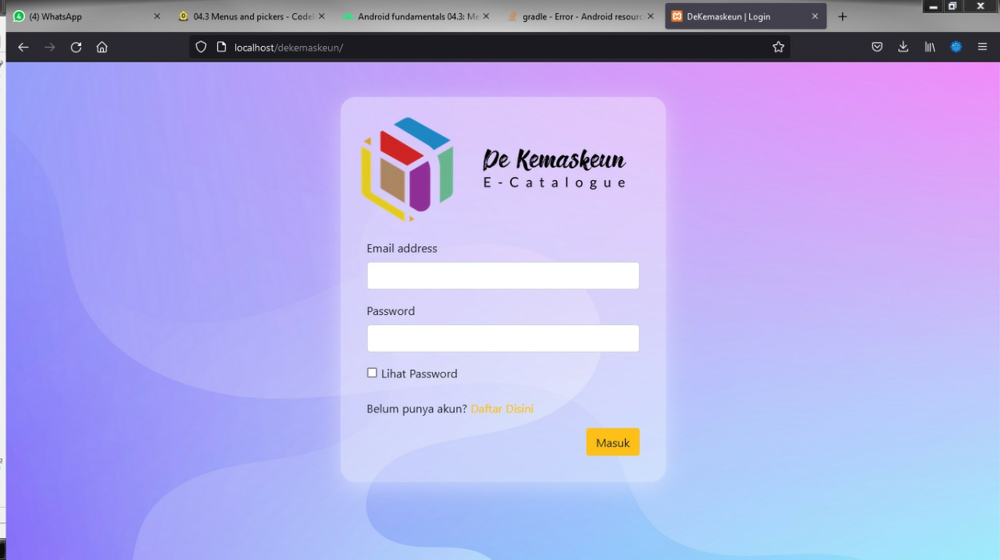 (4) WhatsApp
04.3 Menus and pickers - Codel
Android fundamentals 04.3: Me
gradle - Error - Android resourc
DeKemaskeun | Login
localhost/dekemaskeun/
De Kemaskeun
E-Catalogue
Email address
Password
Lihat Password
Belum punya akun? Daftar Disini
Masuk